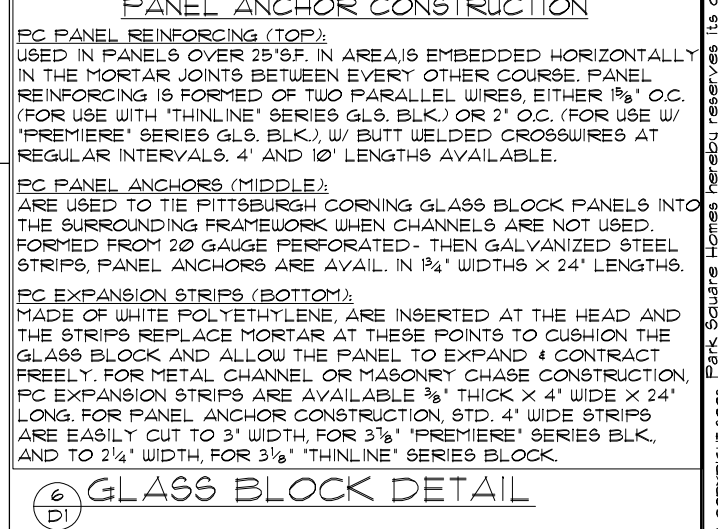 PANEL ANCHOR CONSTRUCTION
PC PANEL REINFORCING (TOP):
USED IN PANELS OVER 25"S.F. IN AREA,IS EMBEDDED HORIZONTALLY
IN THE MORTAR JOINTS BETWEEN EVERY OTHER COURSE. PANEL
REINFORCING IS FORMED OF TWO PARALLEL WIRES, EITHER 1⅝" O.C.
(FOR USE WITH "THINLINE" SERIES GLS. BLK.) OR 2" O.C. (FOR USE W/
"PREMIERE" SERIES GLS. BLK.), W/ BUTT WELDED CROSSWIRES AT
REGULAR INTERVALS. 4' AND 10' LENGTHS AVAILABLE.
PC PANEL ANCHORS (MIDDLE):
ARE USED TO TIE PITTSBURGH CORNING GLASS BLOCK PANELS INTO
THE SURROUNDING FRAMEWORK WHEN CHANNELS ARE NOT USED.
FORMED FROM 20 GAUGE PERFORATED- THEN GALVANIZED STEEL
STRIPS, PANEL ANCHORS ARE AVAIL. IN 1¾" WIDTHS X 24" LENGTHS.
PC EXPANSION STRIPS (BOTTOM):
MADE OF WHITE POLYETHYLENE, ARE INSERTED AT THE HEAD AND
THE STRIPS REPLACE MORTAR AT THESE POINTS TO CUSHION THE
GLASS BLOCK AND ALLOW THE PANEL TO EXPAND & CONTRACT
FREELY. FOR METAL CHANNEL OR MASONRY CHASE CONSTRUCTION,
PC EXPANSION STRIPS ARE AVAILABLE ⅜" THICK X 4" WIDE X 24"
LONG. FOR PANEL ANCHOR CONSTRUCTION, STD. 4" WIDE STRIPS
ARE EASILY CUT TO 3" WIDTH, FOR 3⅞" "PREMIERE" SERIES BLK.,
AND TO 2¼" WIDTH, FOR 3⅛" "THINLINE" SERIES BLOCK.
6
D1
GLASS BLOCK DETAIL
Park Square Homes hereby reserves its